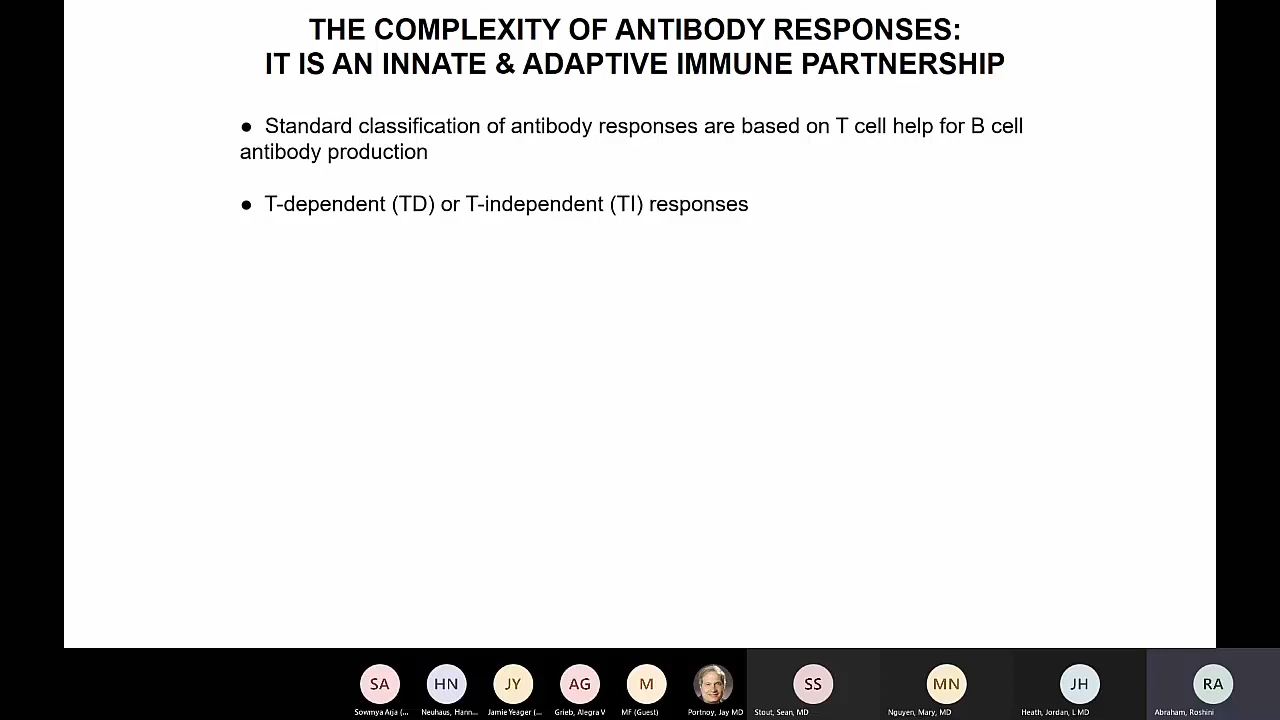 THE COMPLEXITY OF ANTIBODY RESPONSES:
IT IS AN INNATE & ADAPTIVE IMMUNE PARTNERSHIP
● Standard classification of antibody responses are based on T cell help for B cell
antibody production
● T-dependent (TD) or T-independent (TI) responses
SA HN JY AG M SS MN JH RA
Sowmya Arja (... Neuhaus, Hann... Jamie Yeager (... Grieb, Alegra V MF (Guest) Portnoy, Jay MD Stout, Sean, MD Nguyen, Mary, MD Heath, Jordan, L MD Abraham, Roshini